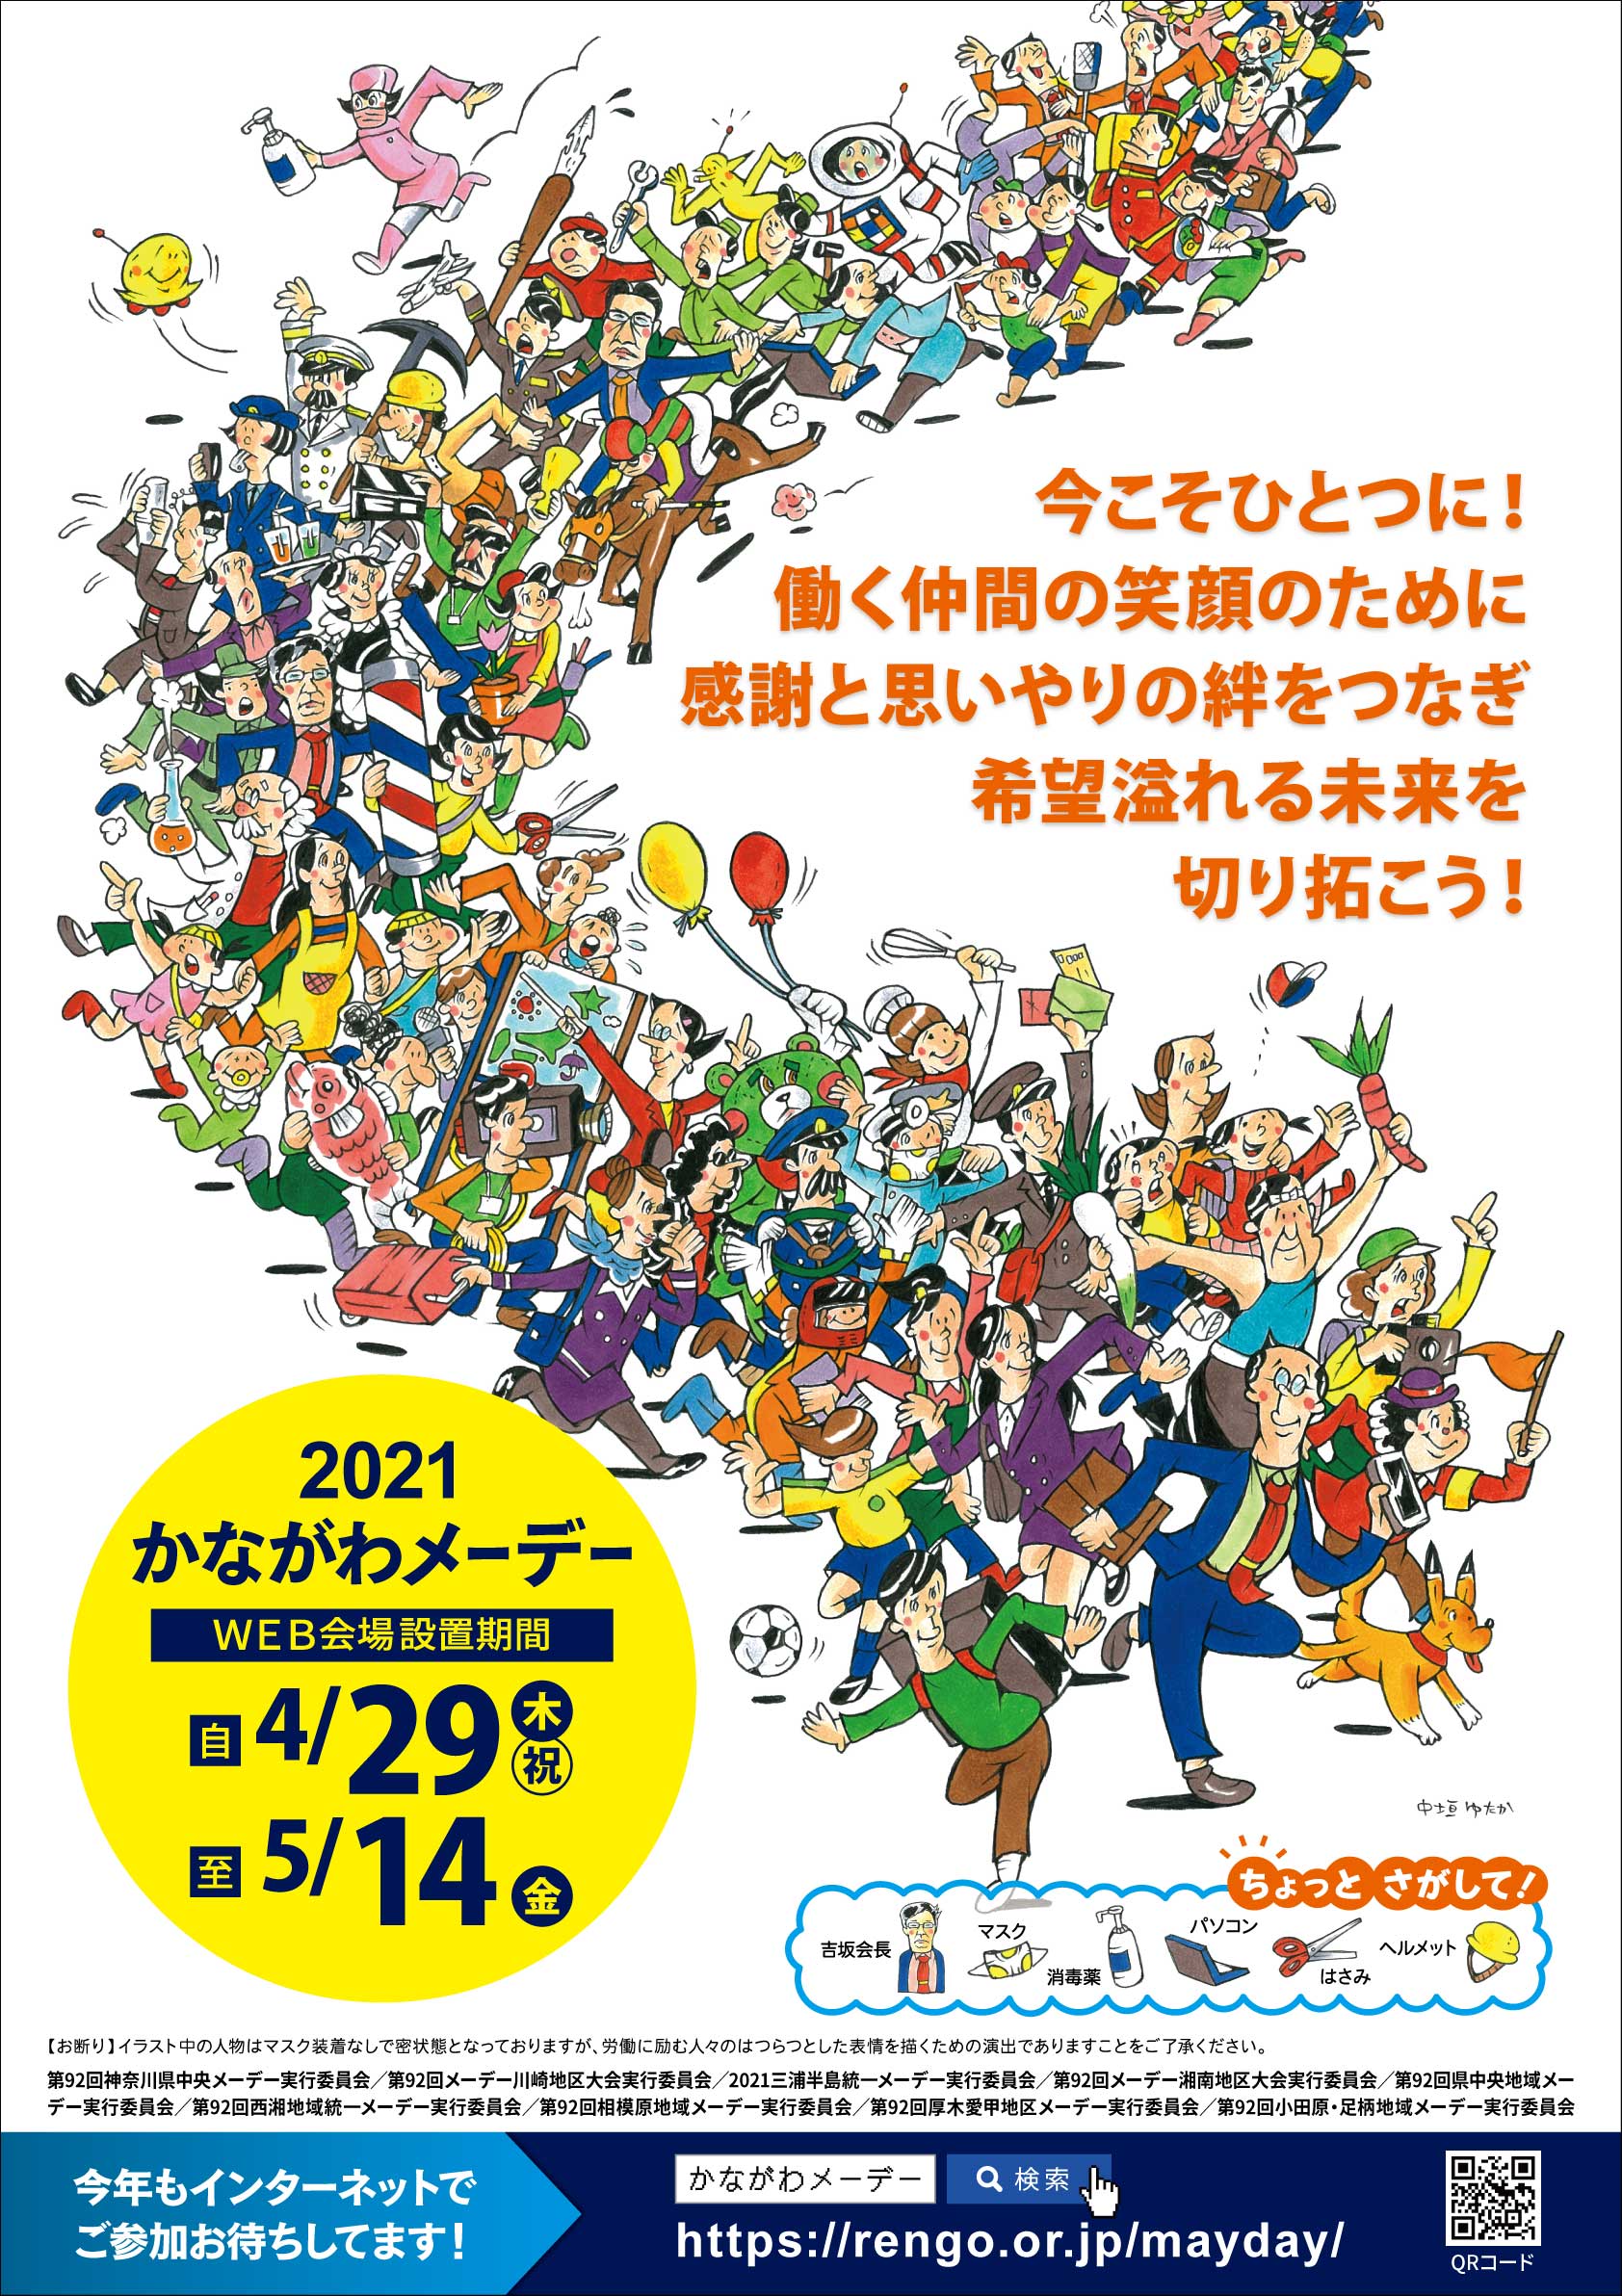 今こそひとつに！
働く仲間の笑顔のために
感謝と思いやりの絆をつなぎ
希望溢れる未来を
切り拓こう！
2021
かながわメーデー
WEB会場設置期間
自 4/29 木 祝
至 5/14 金
中垣 ゆたか
ちょっと さがして！
吉坂会長
マスク
消毒薬
パソコン
はさみ
ヘルメット
【お断り】イラスト中の人物はマスク装着なしで密状態となっておりますが、労働に励む人々のはつらつとした表情を描くための演出でありますことをご了承ください。
第92回神奈川県中央メーデー実行委員会／第92回メーデー川崎地区大会実行委員会／2021三浦半島統一メーデー実行委員会／第92回メーデー湘南地区大会実行委員会／第92回県中央地域メー
デー実行委員会／第92回西湘地域統一メーデー実行委員会／第92回相模原地域メーデー実行委員会／第92回厚木愛甲地区メーデー実行委員会／第92回小田原・足柄地域メーデー実行委員会
今年もインターネットで
ご参加お待ちしてます！
かながわメーデー 検索
https://rengo.or.jp/mayday/
QRコード